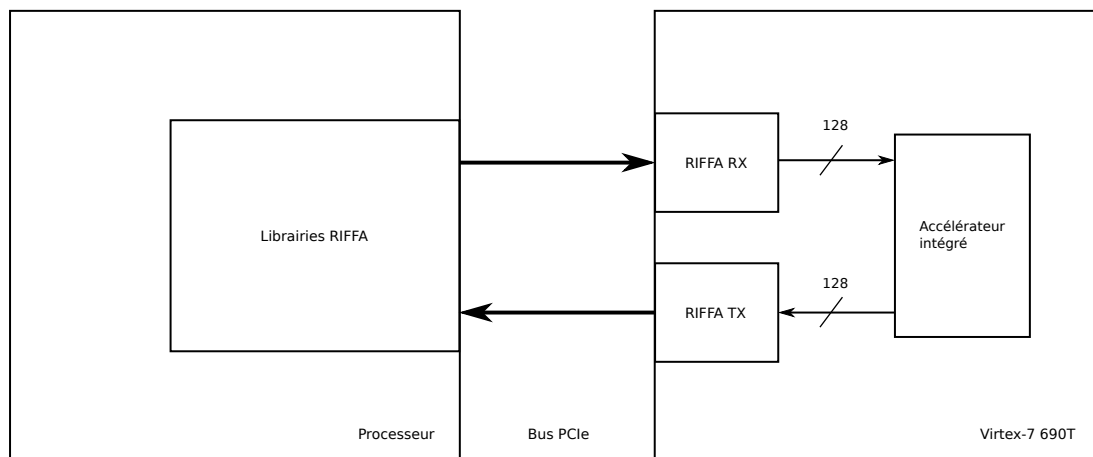 128
RIFFA RX
Librairies RIFFA
Accélérateur
intégré
128
RIFFA TX
Processeur
Bus PCIe
Virtex-7 690T